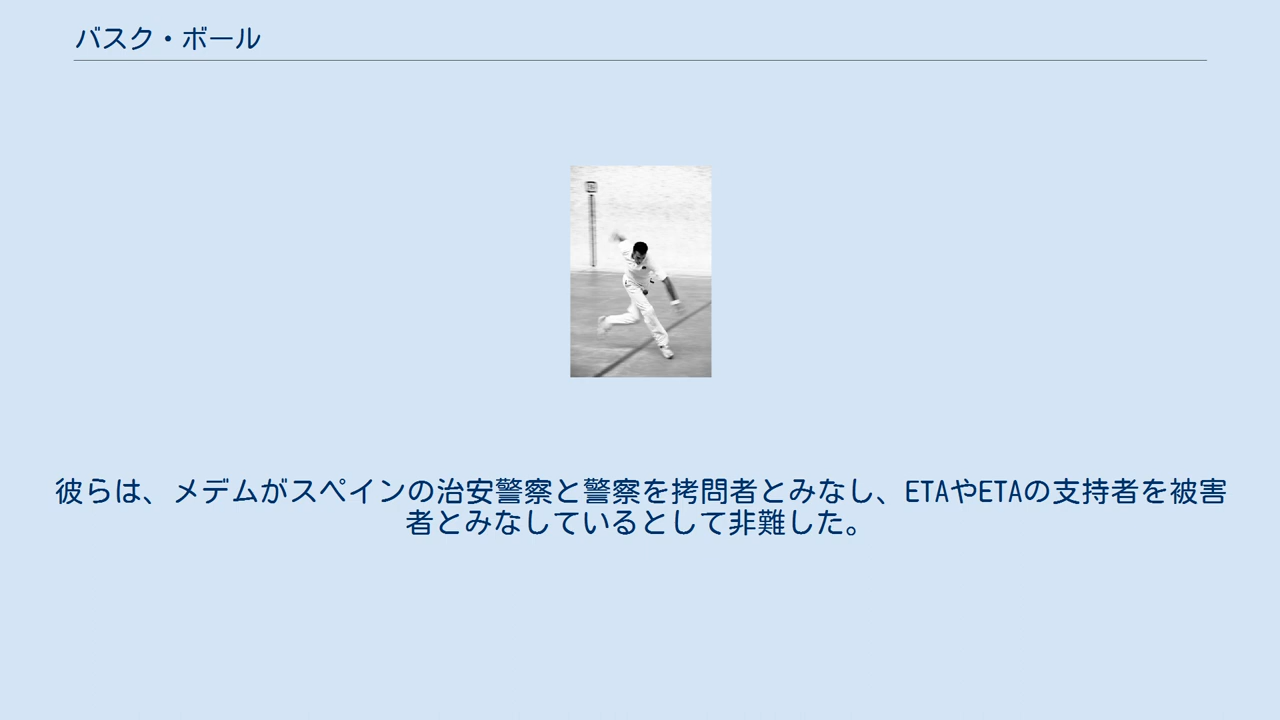 バスク・ボール
彼らは、メデムがスペインの治安警察と警察を拷問者とみなし、ETAやETAの支持者を被害
者とみなしているとして非難した。